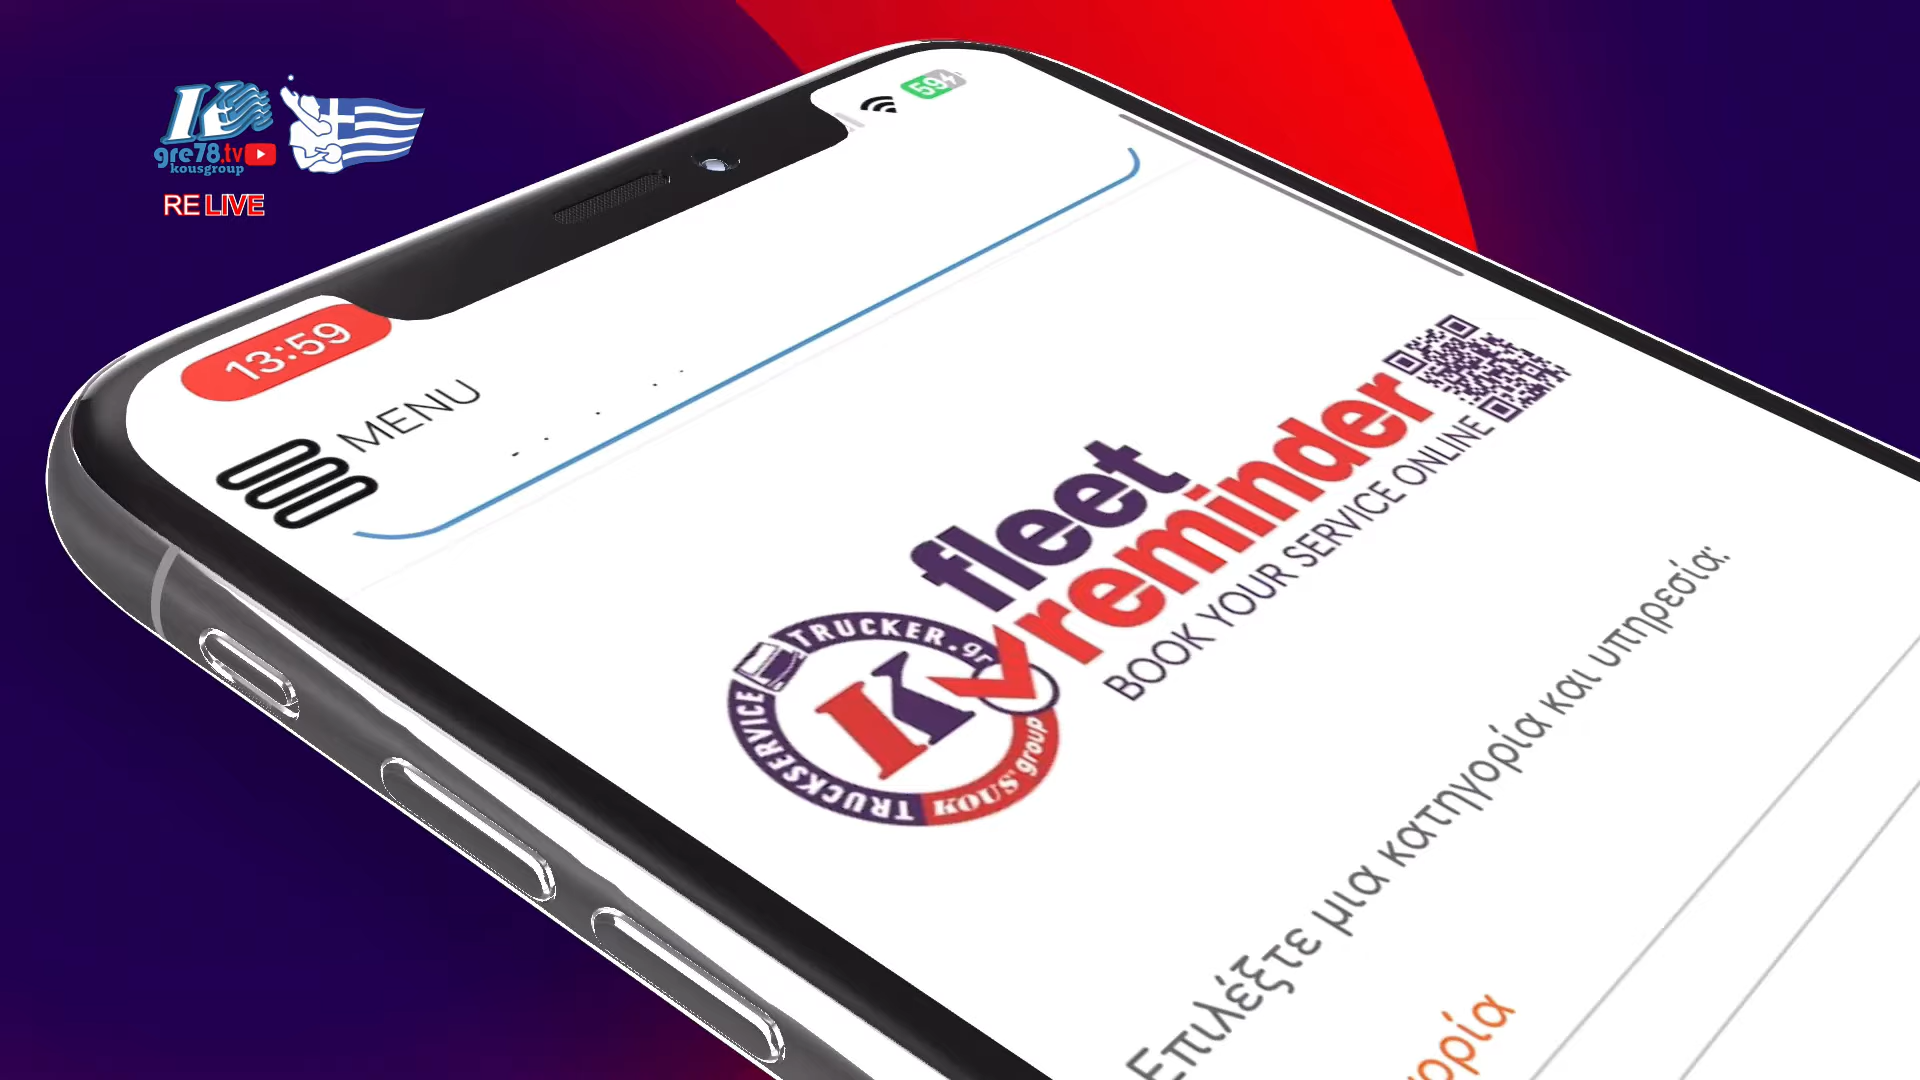 gre78.tv
kousgroup
RE LIVE
59
13:59
MENU
fleet
reminder
BOOK YOUR SERVICE ONLINE
TRUCKSERVICE TRUCKER.gr
K
KOUS' group
Επιλέξτε μια κατηγορία και υπηρεσία: